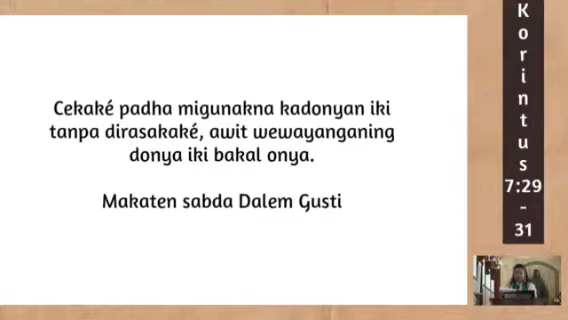 Cekaké padha migunakna kadonyan iki
tanpa dirasakaké, awit wewayanganing
donya iki bakal onya.
Makaten sabda Dalem Gusti
Korintus
7:29
-
31